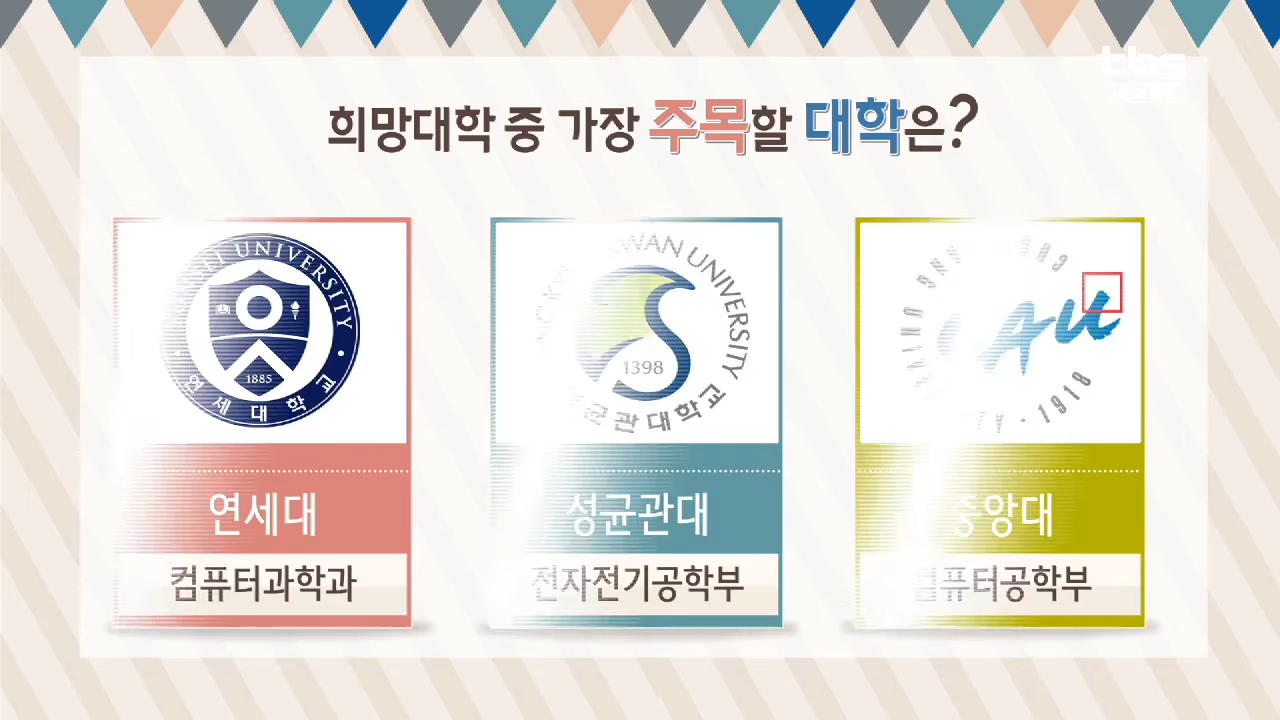 tbs
희망대학 중 가장 주목할 대학은?
UNIVERSITY
1885
연세대학교
WAN UNIVERSITY
1398
균관대학교
1918
cau
연세대
성균관대
중앙대
컴퓨터과학과
전자전기공학부
컴퓨터공학부